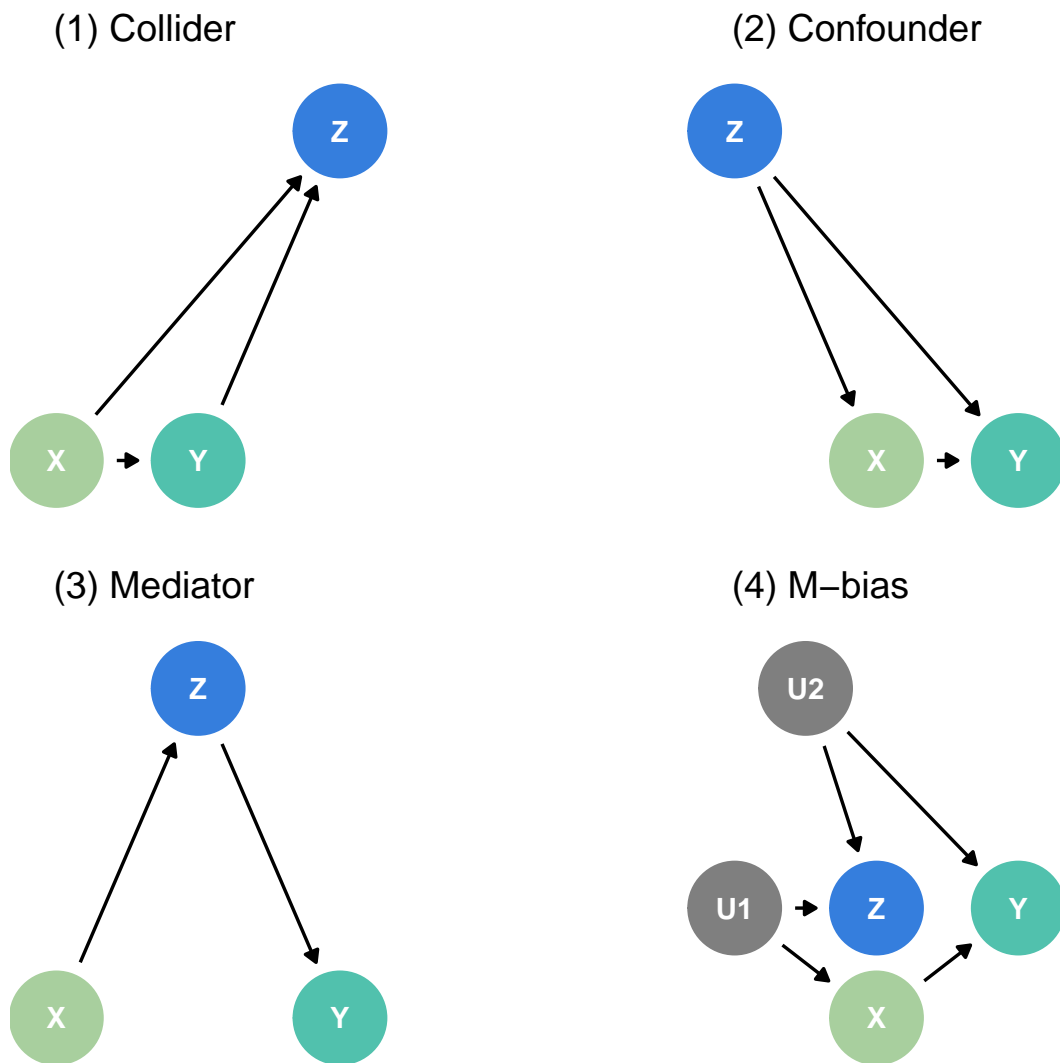 (1) Collider
Z
X
Y
(2) Confounder
Z
X
Y
(3) Mediator
Z
X
Y
(4) M−bias
U2
U1
Z
Y
X